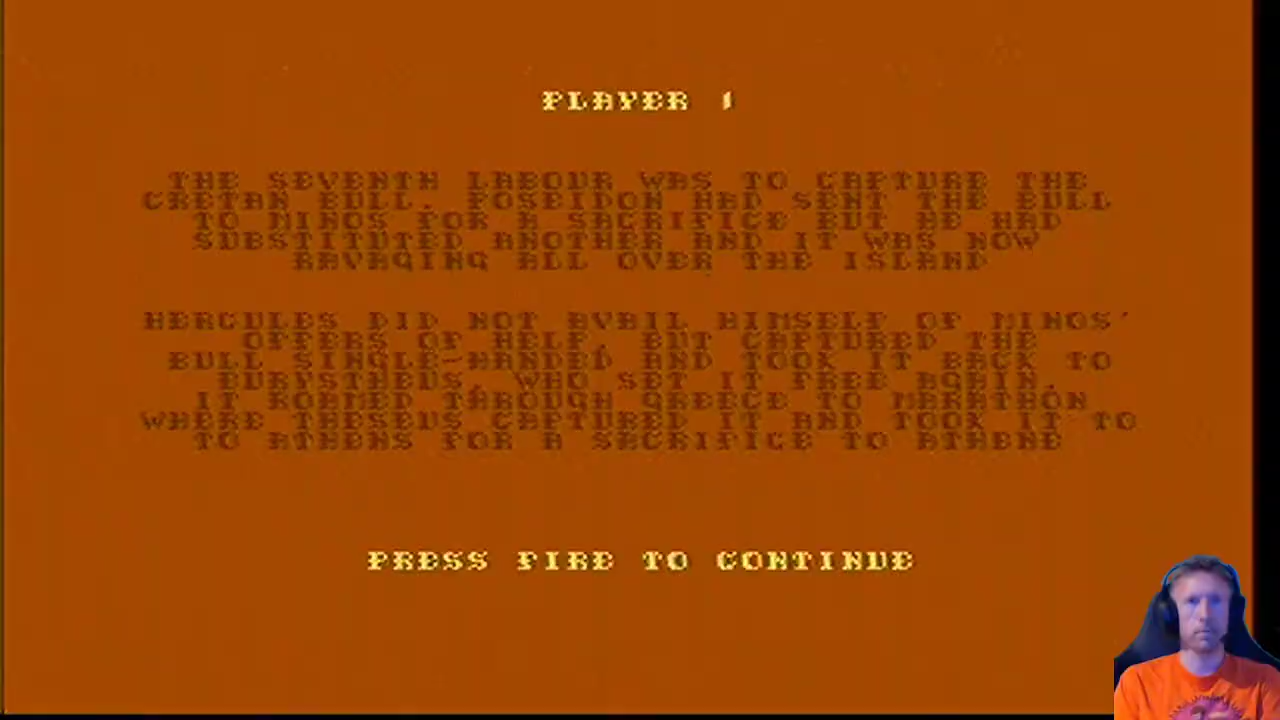 PLAYER 1
THE SEVENTH LABOUR WAS TO CAPTURE THE
CRETAN BULL. POSEIDON HAD SENT THE BULL
TO MINOS FOR A SACRIFICE BUT HE HAD
SUBSTITUTED ANOTHER AND IT WAS NOW
RAVAGING ALL OVER THE ISLAND
HERCULES DID NOT AVAIL HIMSELF OF MINOS'
OFFERS OF HELP, BUT CAPTURED THE
BULL SINGLE-HANDED AND TOOK IT BACK TO
EURYSTHEUS, WHO SET IT FREE AGAIN.
IT ROAMED THROUGH GREECE TO MARATHON
WHERE THESEUS CAPTURED IT AND TOOK IT TO
TO ATHENS FOR A SACRIFICE TO ATHENE
PRESS FIRE TO CONTINUE